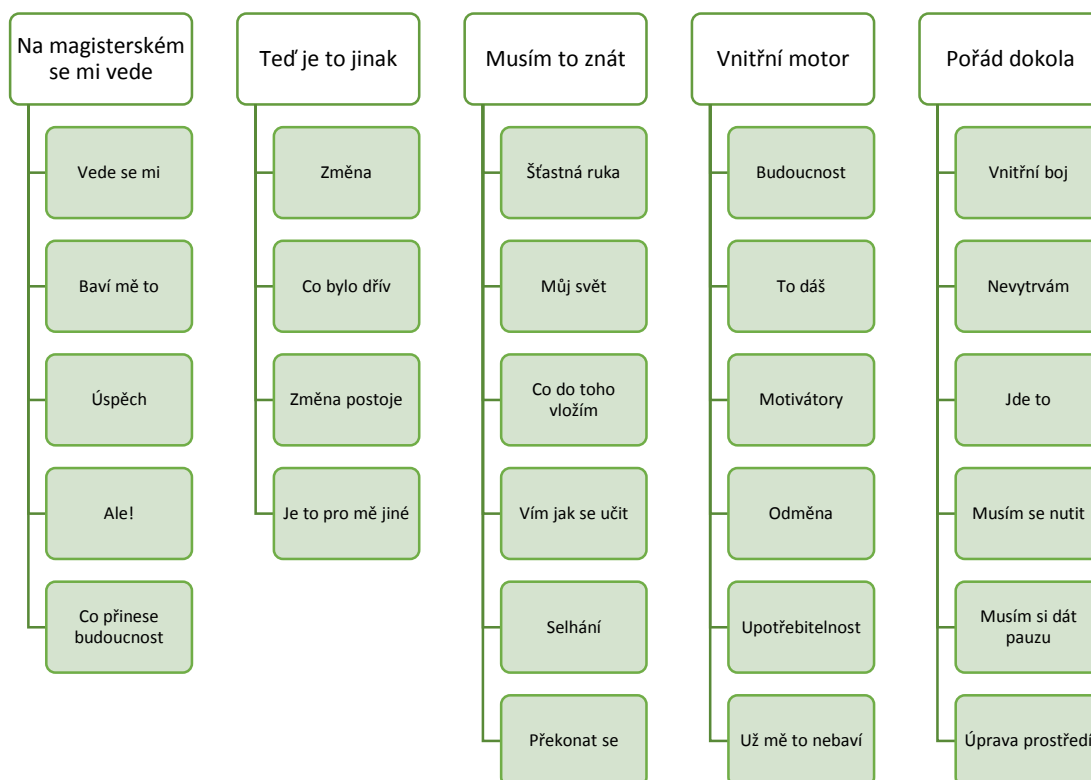 Na magisterském
se mi vede
Vede se mi
Baví mě to
Úspěch
Ale!
Co přinese
budoucnost
Teď je to jinak
Změna
Co bylo dřív
Změna postoje
Je to pro mě jiné
Musím to znát
Šťastná ruka
Můj svět
Co do toho
vložím
Vím jak se učit
Selhání
Překonat se
Vnitřní motor
Budoucnost
To dáš
Motivátory
Odměna
Upotřebitelnost
Už mě to nebaví
Pořád dokola
Vnitřní boj
Nevytrvám
Jde to
Musím se nutit
Musím si dát
pauzu
Úprava prostředí